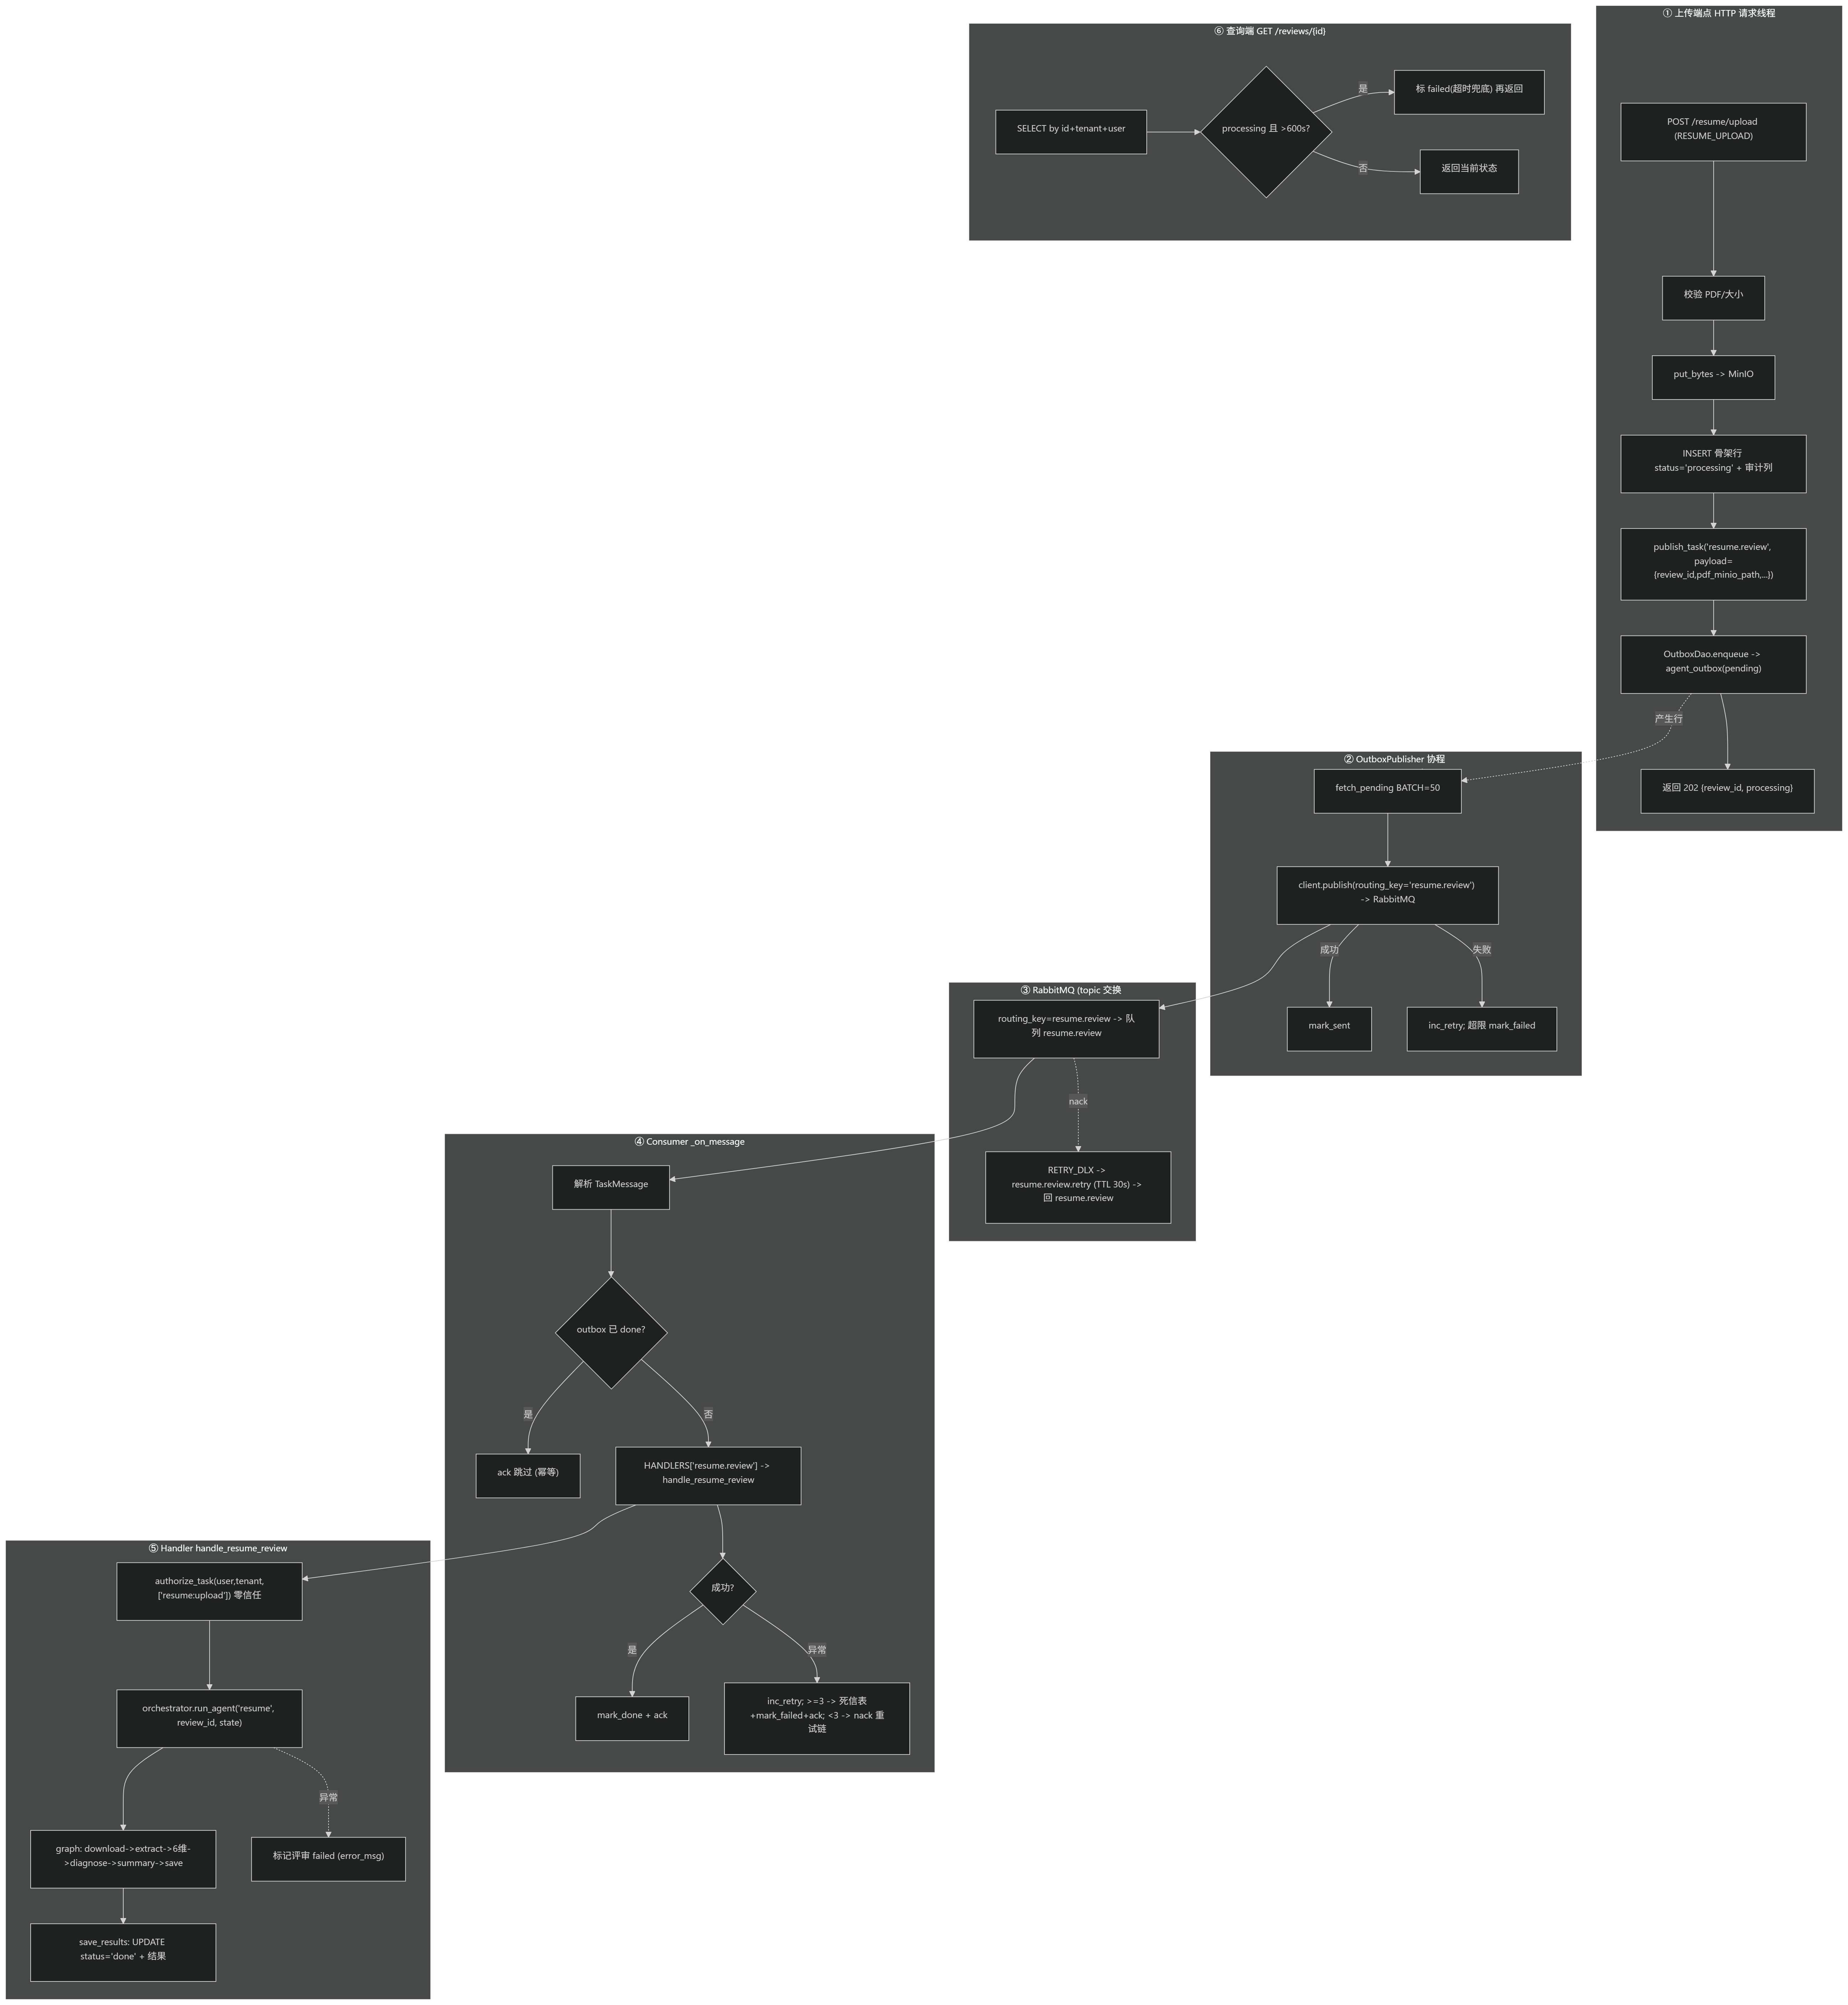 ① 上传端点 HTTP 请求线程
POST /resume/upload
(RESUME_UPLOAD)
校验 PDF/大小
put_bytes -> MinIO
INSERT 骨架行
status='processing' + 审计列
publish_task('resume.review',
payload=
{review_id,pdf_minio_path,...})
OutboxDao.enqueue ->
agent_outbox(pending)
产生行
返回 202 {review_id, processing}
⑥ 查询端 GET /reviews/{id}
SELECT by id+tenant+user
processing 且 >600s?
是
标 failed(超时兜底) 再返回
否
返回当前状态
② OutboxPublisher 协程
fetch_pending BATCH=50
client.publish(routing_key='resume.review')
-> RabbitMQ
成功
失败
mark_sent
inc_retry; 超限 mark_failed
③ RabbitMQ (topic 交换
routing_key=resume.review -> 队
列 resume.review
nack
RETRY_DLX ->
resume.review.retry (TTL 30s) ->
回 resume.review
④ Consumer _on_message
解析 TaskMessage
outbox 已 done?
是
否
ack 跳过 (幂等)
HANDLERS['resume.review'] ->
handle_resume_review
成功?
是
异常
mark_done + ack
inc_retry; >=3 -> 死信表
+mark_failed+ack; <3 -> nack 重
试链
⑤ Handler handle_resume_review
authorize_task(user,tenant,
['resume:upload']) 零信任
orchestrator.run_agent('resume',
review_id, state)
异常
graph: download->extract->6维-
>diagnose->summary->save
标记评审 failed (error_msg)
save_results: UPDATE
status='done' + 结果